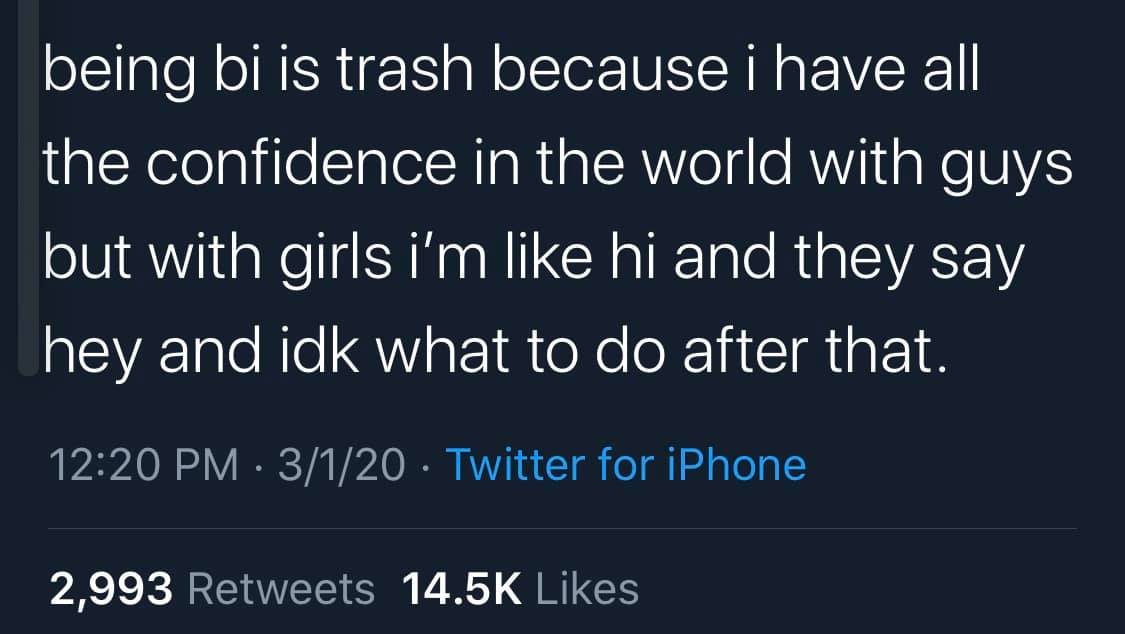 being bi is trash because i have all
the confidence in the world with guys
but with girls i’m like hi and they say
hey and idk what to do after that.
12:20 PM · 3/1/20 · Twitter for iPhone
2,993 Retweets 14.5K Likes